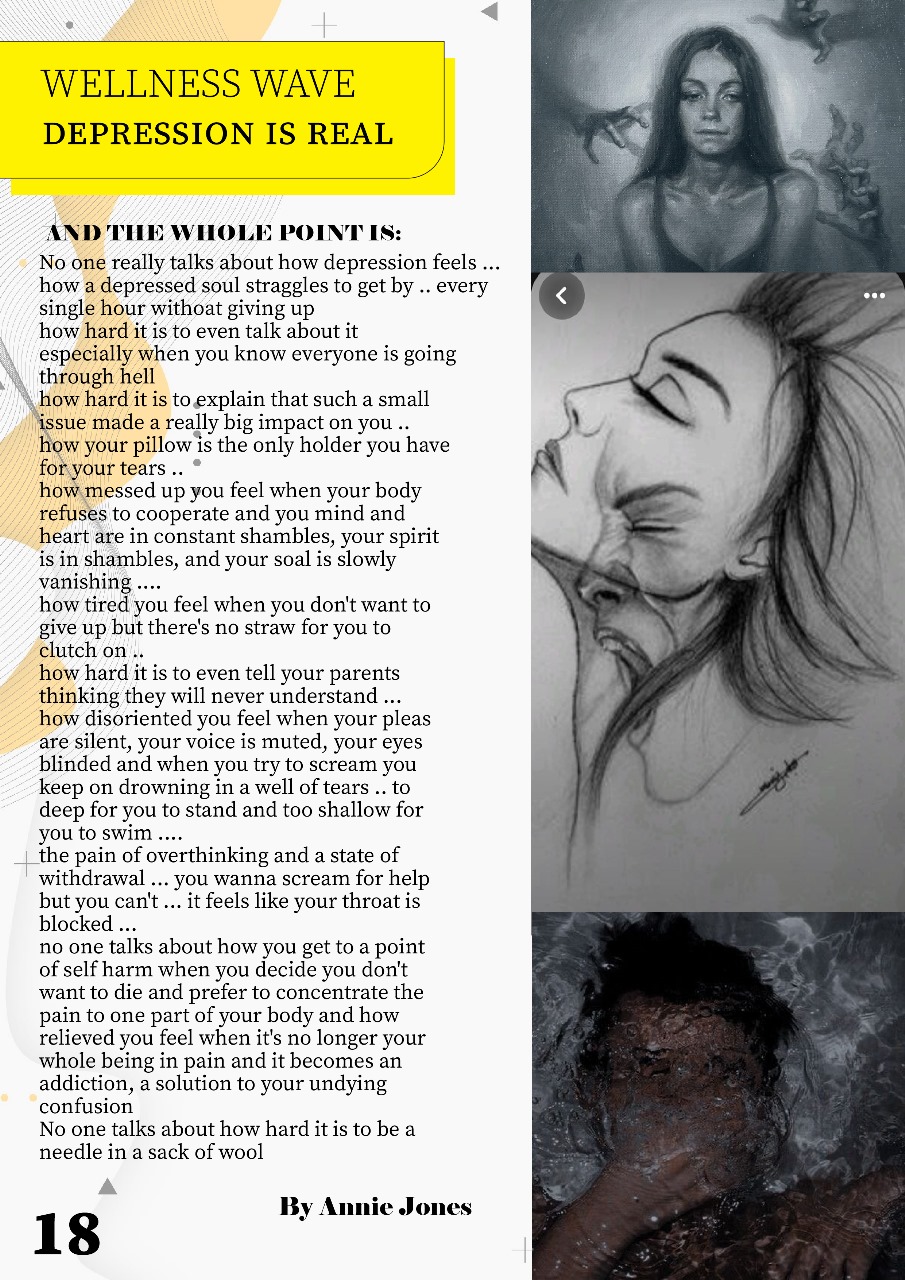 WELLNESS WAVE
DEPRESSION IS REAL
AND THE WHOLE POINT IS:
No one really talks about how depression feels ...
how a depressed soul straggles to get by .. every
single hour withoat giving up
how hard it is to even talk about it
especially when you know everyone is going
through hell
how hard it is to explain that such a small
issue made a really big impact on you ..
how your pillow is the only holder you have
for your tears ..
how messed up you feel when your body
refuses to cooperate and you mind and
heart are in constant shambles, your spirit
is in shambles, and your soal is slowly
vanishing ....
how tired you feel when you don't want to
give up but there's no straw for you to
clutch on ..
how hard it is to even tell your parents
thinking they will never understand ...
how disoriented you feel when your pleas
are silent, your voice is muted, your eyes
blinded and when you try to scream you
keep on drowning in a well of tears .. to
deep for you to stand and too shallow for
you to swim ....
the pain of overthinking and a state of
withdrawal ... you wanna scream for help
but you can't ... it feels like your throat is
blocked ...
no one talks about how you get to a point
of self harm when you decide you don't
want to die and prefer to concentrate the
pain to one part of your body and how
relieved you feel when it's no longer your
whole being in pain and it becomes an
addiction, a solution to your undying
confusion
No one talks about how hard it is to be a
needle in a sack of wool
By Annie Jones
18